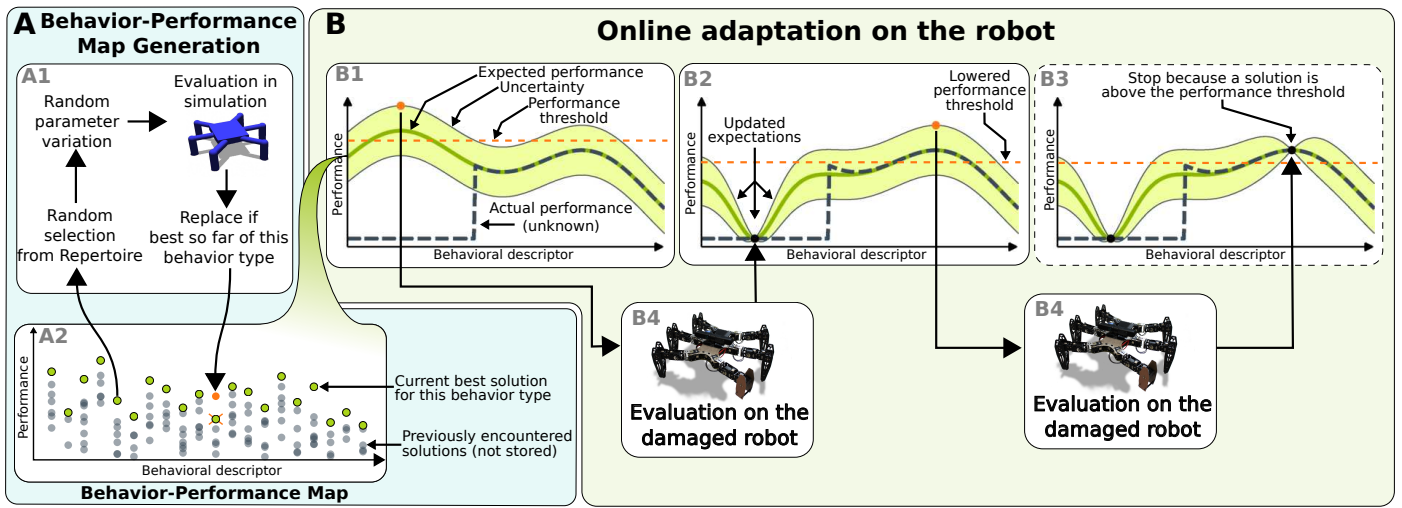 A
Behavior-Performance
Map Generation
A1
Random
parameter
variation
Evaluation in
simulation
Random
selection
from Repertoire
Replace if
best so far of this
behavior type
A2
Performance
Behavioral descriptor
Current best solution
for this behavior type
Previously encountered
solutions (not stored)
Behavior-Performance Map
B
Online adaptation on the robot
B1
Expected performance
Uncertainty
Performance
threshold
Actual performance
(unknown)
Performance
Behavioral descriptor
B2
Updated
expectations
Lowered
performance
threshold
Performance
Behavioral descriptor
B3
Stop because a solution is
above the performance threshold
Performance
Behavioral descriptor
B4
Evaluation on the
damaged robot
B4
Evaluation on the
damaged robot